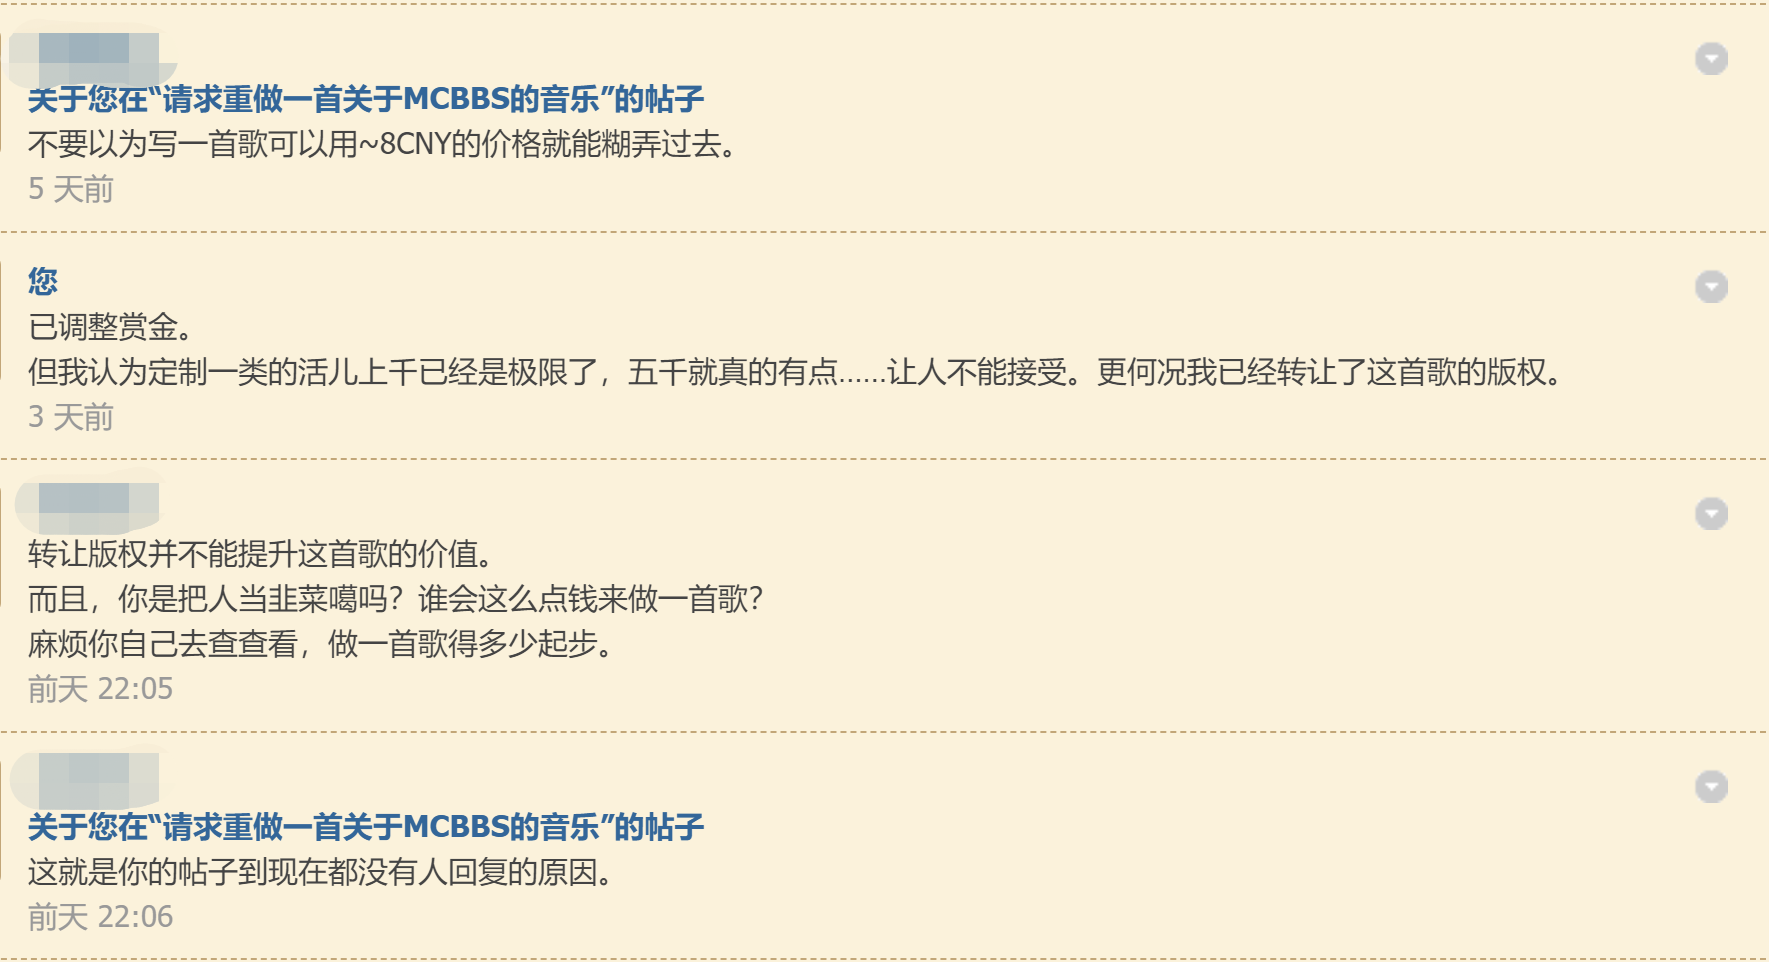 关于您在“请求重做一首关于MCBBS的音乐”的帖子
不要以为写一首歌可以用~8CNY的价格就能糊弄过去。
5 天前
您
已调整赏金。
但我认为定制一类的活儿上千已经是极限了，五千就真的有点……让人不能接受。更何况我已经转让了这首歌的版权。
3 天前
转让版权并不能提升这首歌的价值。
而且，你是把人当韭菜噶吗？谁会这么点钱来做一首歌？
麻烦你自己去查查看，做一首歌得多少起步。
前天 22:05
关于您在“请求重做一首关于MCBBS的音乐”的帖子
这就是你的帖子到现在都没有人回复的原因。
前天 22:06